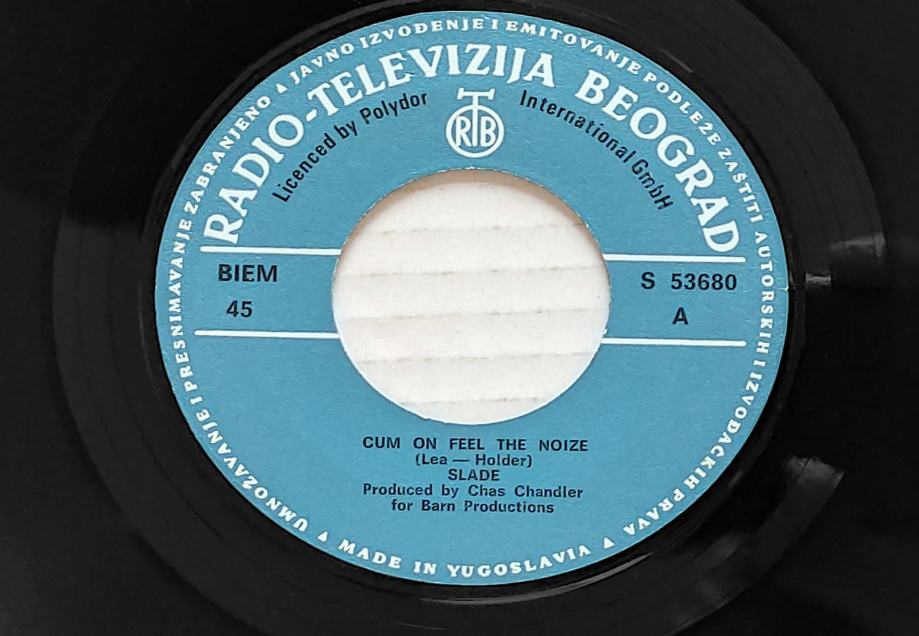 UMNOŽAVANJE I PRESNIMAVANJE ZABRANJENO ▲ JAVNO IZVOĐENJE I EMITOVANJE PODLEŽE ZAŠTITI AUTORSKIH I IZVOĐAČKIH PRAVA ▲ MADE IN YUGOSLAVIA ▲
RADIO-TELEVIZIJA BEOGRAD
Licenced by Polydor International GmbH
RTB
BIEM
45
S 53680
A
CUM ON FEEL THE NOIZE
(Lea — Holder)
SLADE
Produced by Chas Chandler
for Barn Productions